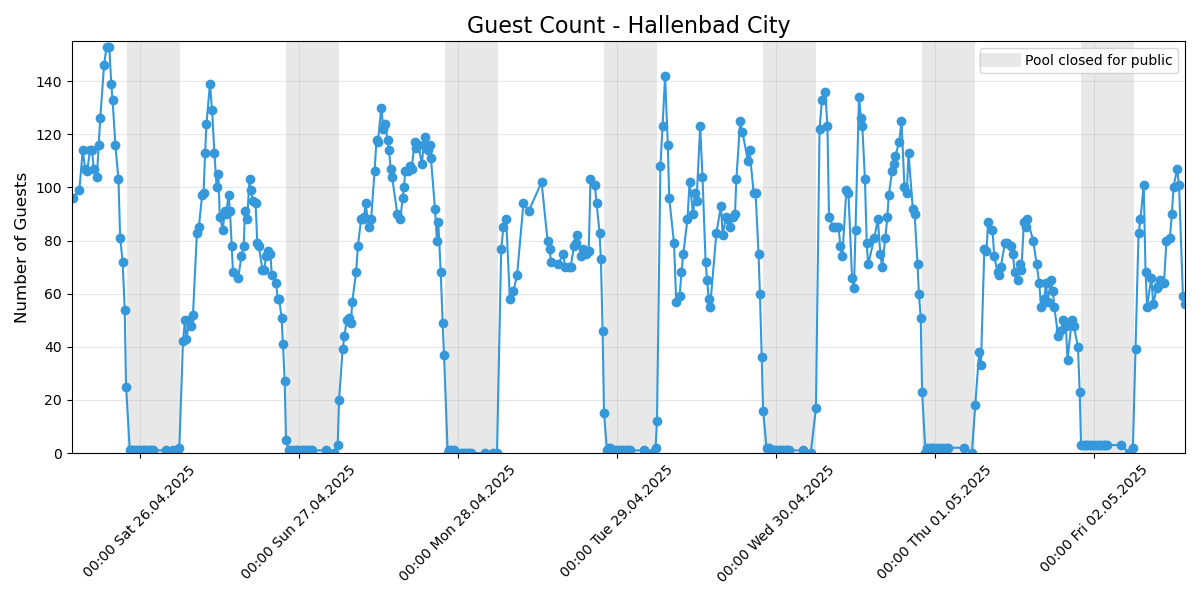 Guest Count - Hallenbad City
Pool closed for public
Number of Guests
140
120
100
80
60
40
20
0
00:00 Sat 26.04.2025
00:00 Sun 27.04.2025
00:00 Mon 28.04.2025
00:00 Tue 29.04.2025
00:00 Wed 30.04.2025
00:00 Thu 01.05.2025
00:00 Fri 02.05.2025